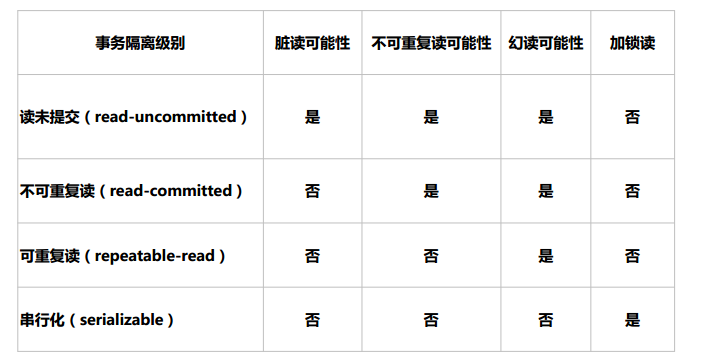 事务隔离级别 脏读可能性 不可重复读可能性 幻读可能性 加锁读
读未提交（read-uncommitted） 是 是 是 否
不可重复读（read-committed） 否 是 是 否
可重复读（repeatable-read） 否 否 是 否
串行化（serializable） 否 否 否 是